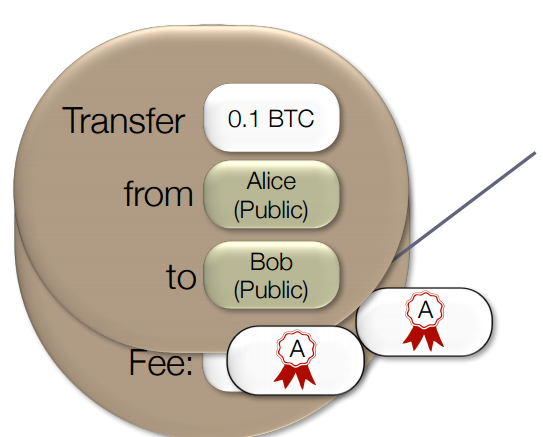 Transfer 0.1 BTC
from Alice
(Public)
to Bob
(Public)
A
Fee: A